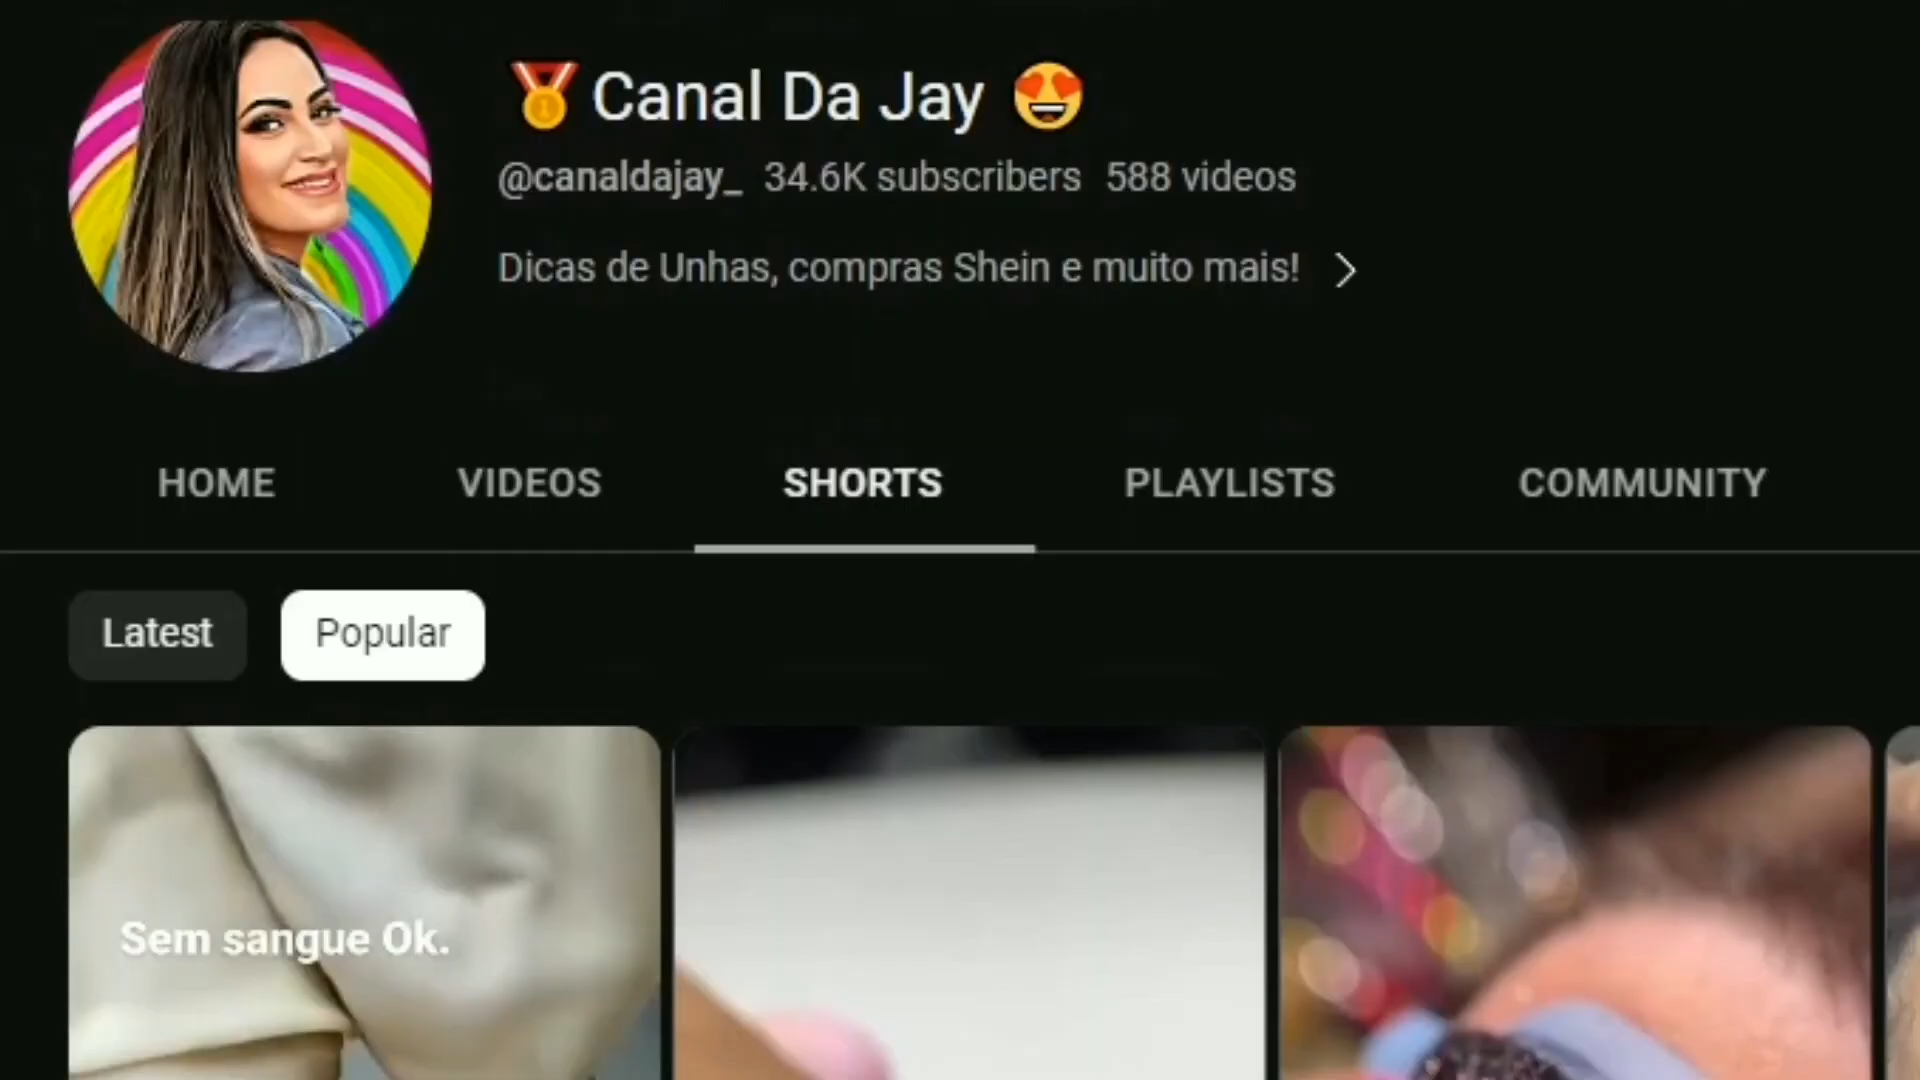 Canal Da Jay
@canaldajay_ 34.6K subscribers 588 videos
Dicas de Unhas, compras Shein e muito mais!
HOME VIDEOS SHORTS PLAYLISTS COMMUNITY
Latest Popular
Sem sangue Ok.